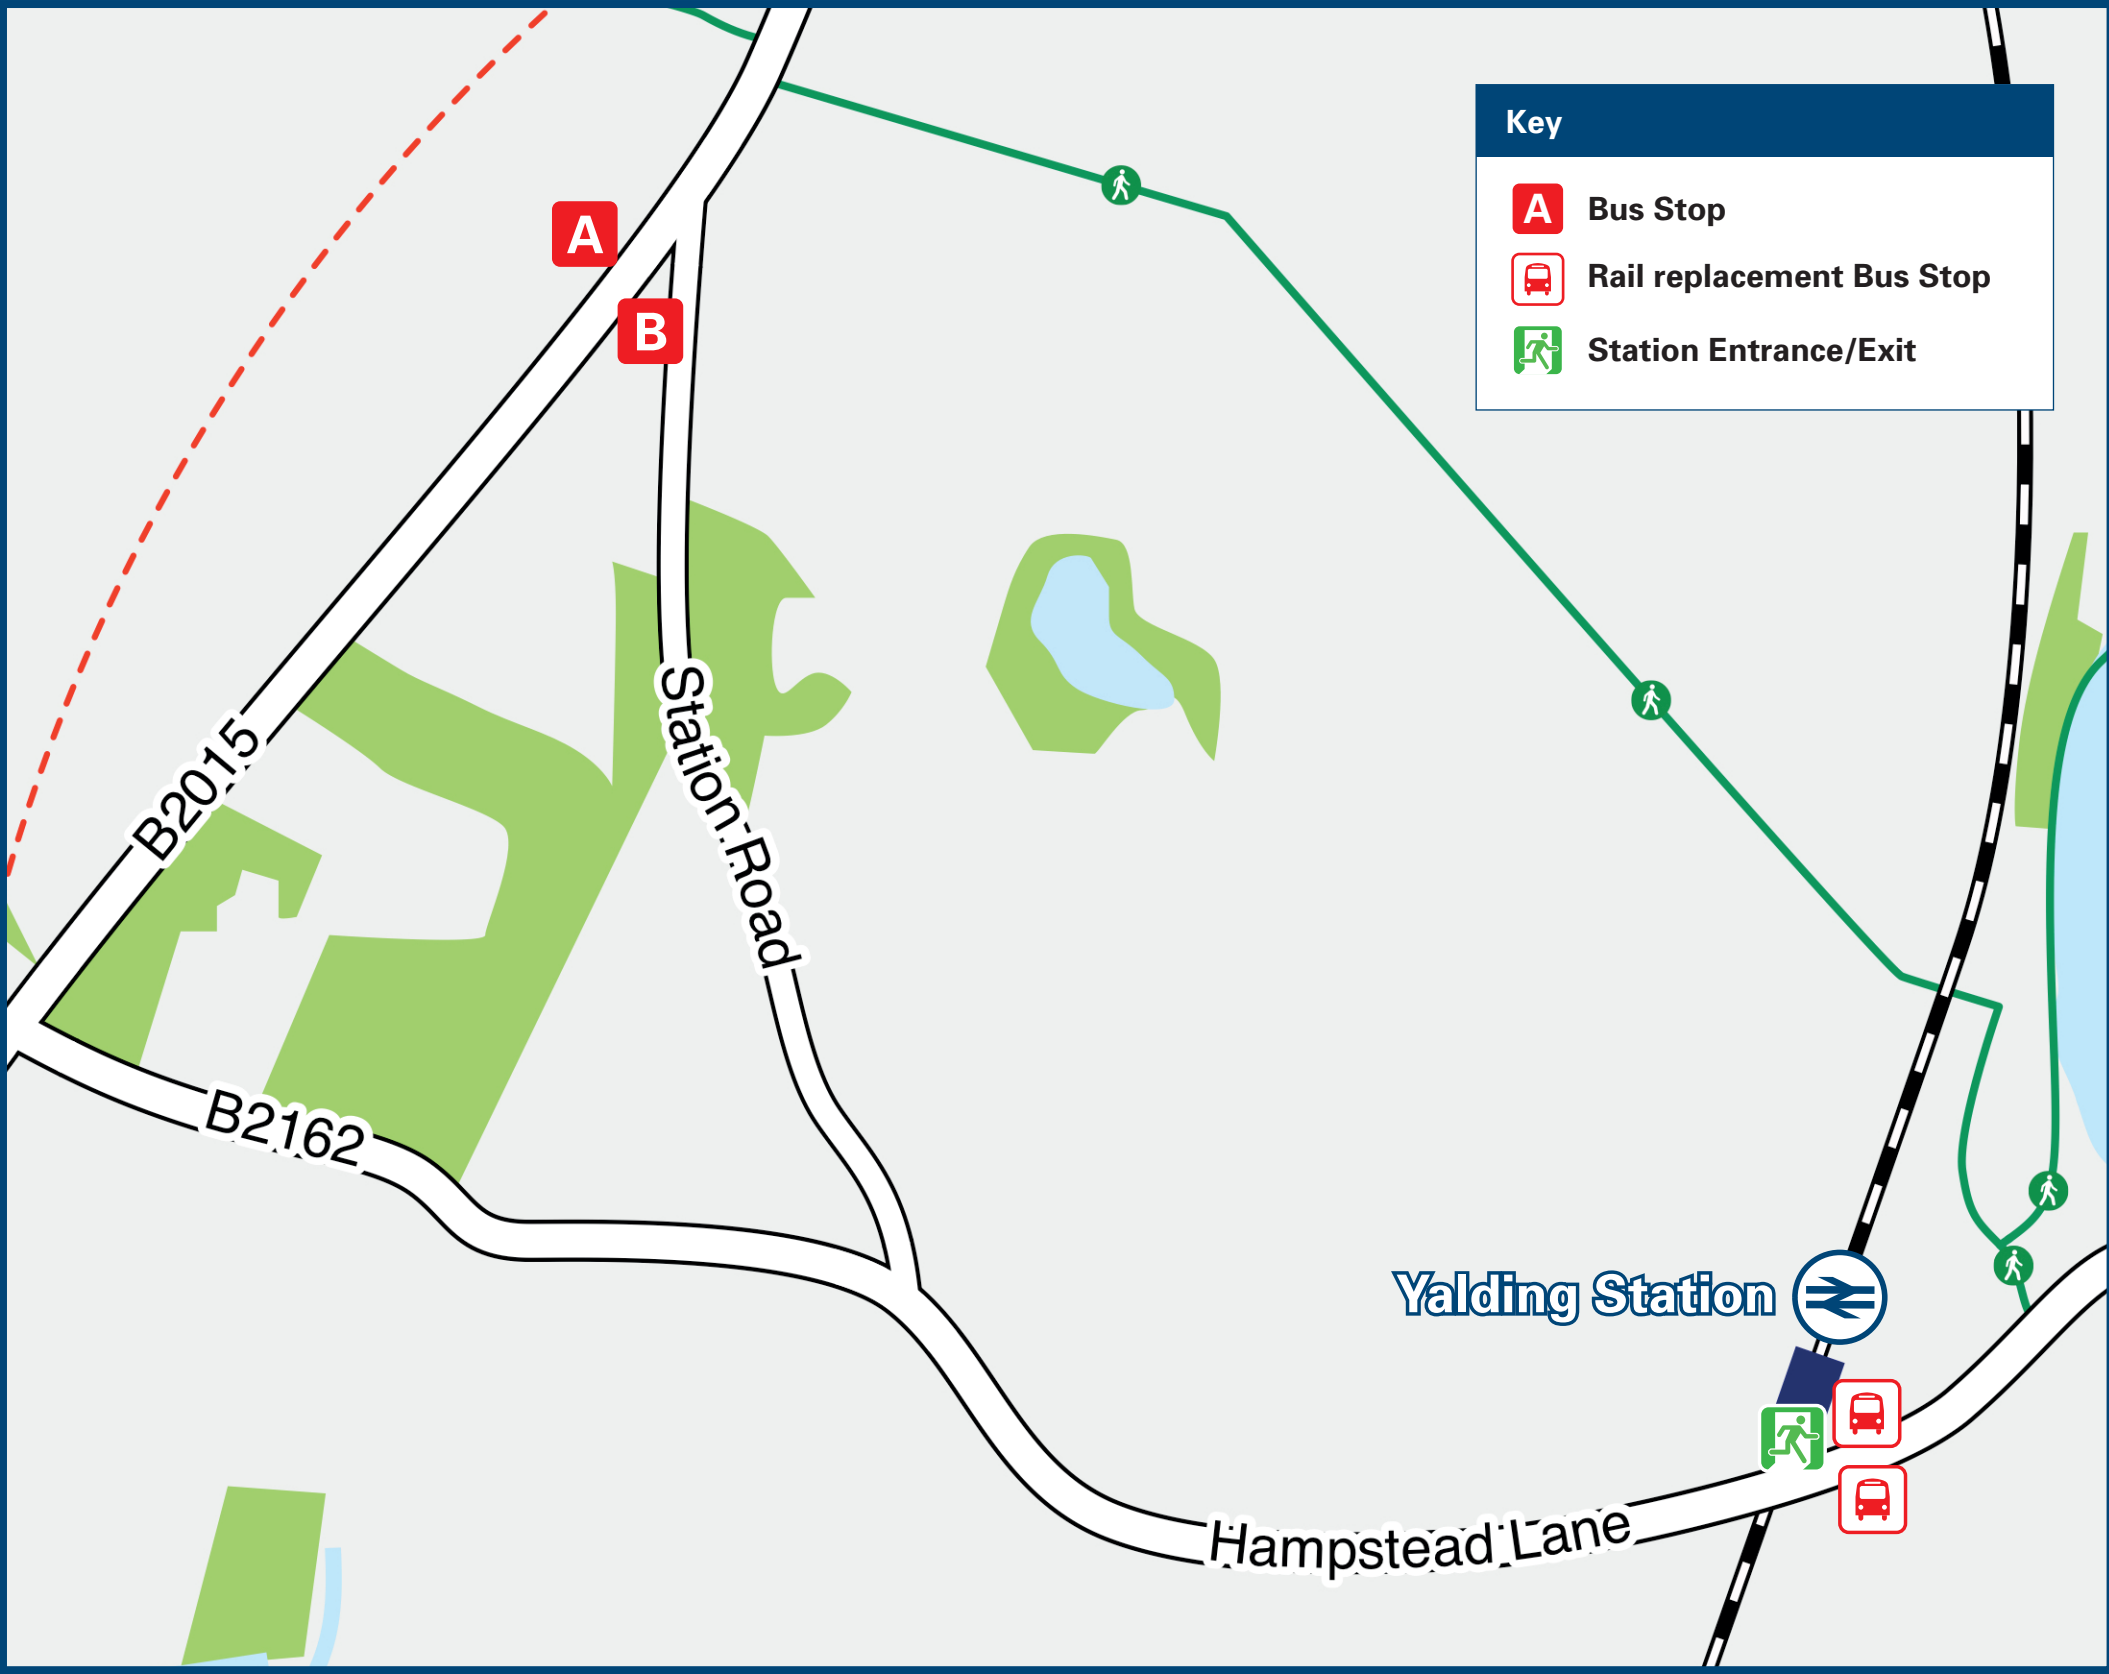 Key
A Bus Stop
Rail replacement Bus Stop
Station Entrance/Exit
A
B
Station Road
B2015
B2162
Yalding Station
Hampstead Lane